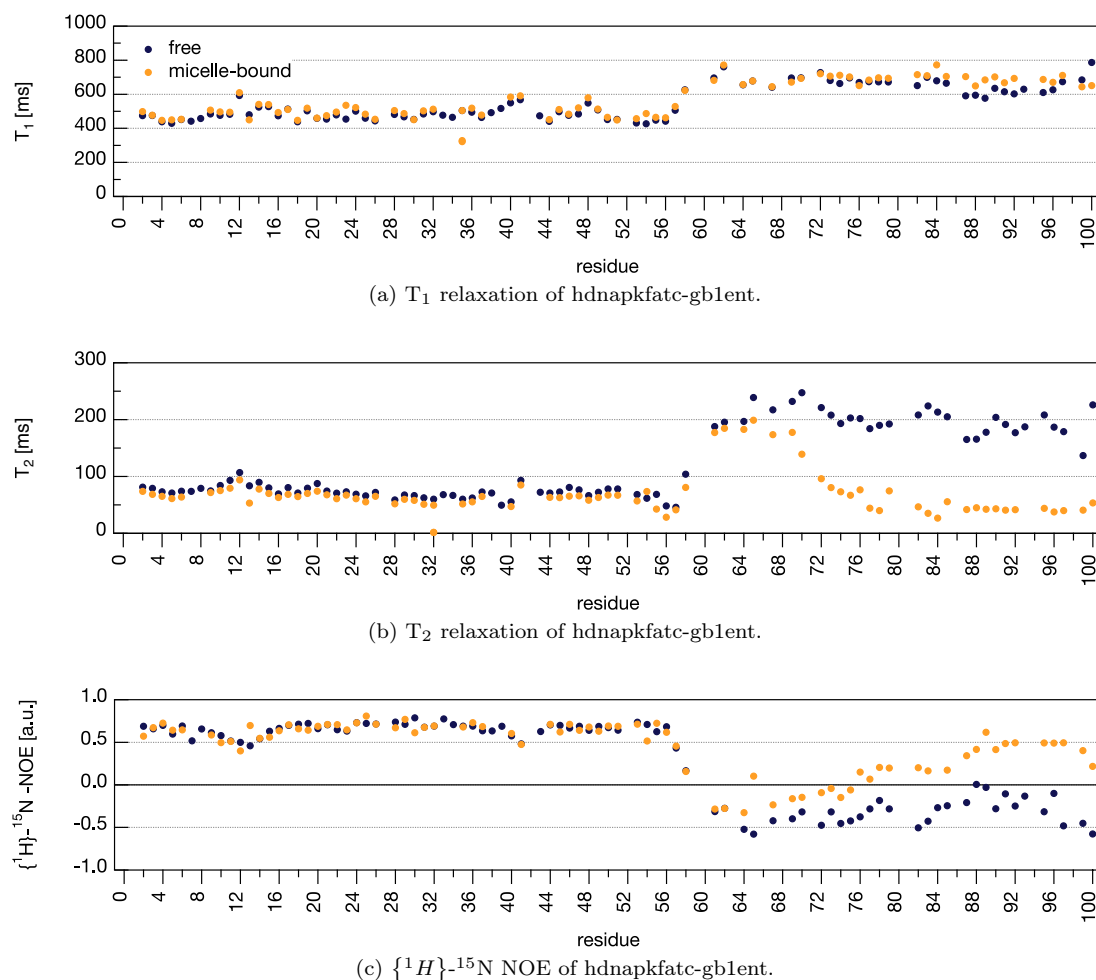 1000
800
600
400
200
0
T₁ [ms]
free
micelle-bound
0 4 8 12 16 20 24 28 32 36 40 44 48 52 56 60 64 68 72 76 80 84 88 92 96 100
residue
(a) T₁ relaxation of hdnapkfatc-gb1ent.
300
200
100
0
T₂ [ms]
0 4 8 12 16 20 24 28 32 36 40 44 48 52 56 60 64 68 72 76 80 84 88 92 96 100
residue
(b) T₂ relaxation of hdnapkfatc-gb1ent.
1.0
0.5
0.0
-0.5
-1.0
{¹H}-¹⁵N -NOE [a.u.]
0 4 8 12 16 20 24 28 32 36 40 44 48 52 56 60 64 68 72 76 80 84 88 92 96 100
residue
(c) {¹H}-¹⁵N NOE of hdnapkfatc-gb1ent.